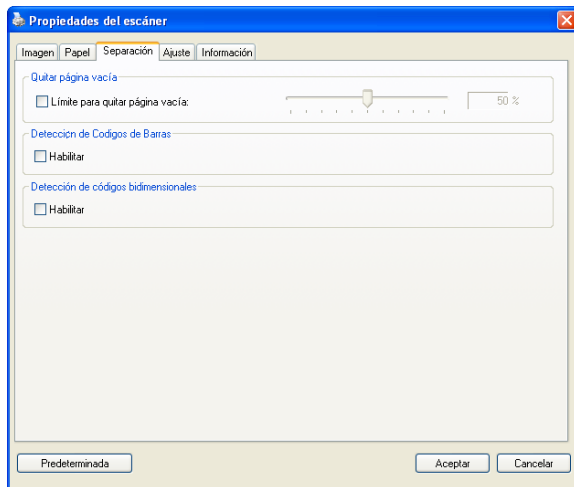 Propiedades del escáner
Imagen Papel Separación Ajuste Información
Quitar página vacía
Límite para quitar página vacía: 50 %
Detección de Codigos de Barras
Habilitar
Detección de códigos bidimensionales
Habilitar
Predeterminada Aceptar Cancelar